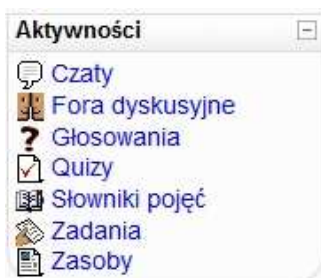 Aktywności
Czaty
Fora dyskusyjne
Głosowania
Quizy
Słowniki pojęć
Zadania
Zasoby